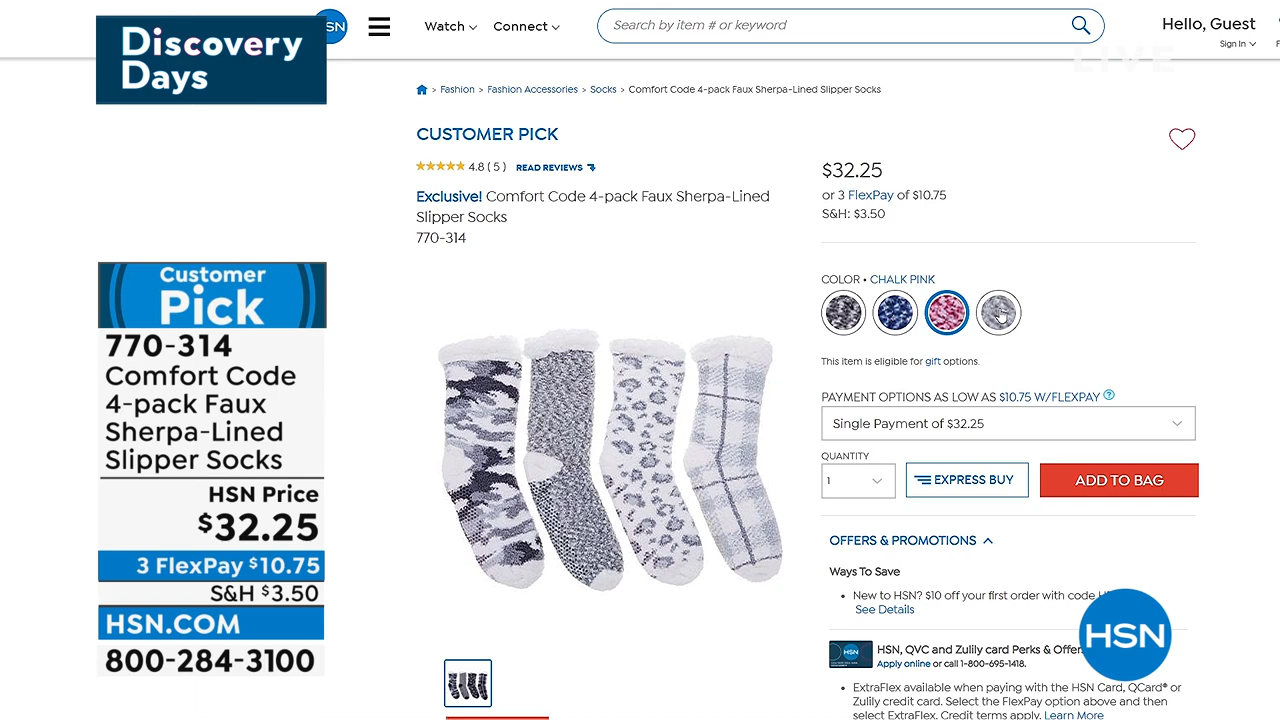 Discovery
Days
SN
Watch
Connect
Search by item # or keyword
Hello, Guest
Sign In
LIVE
> Fashion > Fashion Accessories > Socks > Comfort Code 4-pack Faux Sherpa-Lined Slipper Socks
CUSTOMER PICK
4.8 ( 5 ) READ REVIEWS
Exclusive! Comfort Code 4-pack Faux Sherpa-Lined
Slipper Socks
770-314
$32.25
or 3 FlexPay of $10.75
S&H: $3.50
COLOR • CHALK PINK
This item is eligible for gift options.
PAYMENT OPTIONS AS LOW AS $10.75 W/FLEXPAY ?
Single Payment of $32.25
QUANTITY
1
EXPRESS BUY
ADD TO BAG
OFFERS & PROMOTIONS
Ways To Save
• New to HSN? $10 off your first order with code H
See Details
HSN
HSN, QVC and Zulily card Perks & Offer
Apply online or call 1-800-695-1418.
• ExtraFlex available when paying with the HSN Card, QCard® or
Zulily credit card. Select the FlexPay option above and then
select ExtraFlex. Credit terms apply. Learn More
HSN
Customer
Pick
770-314
Comfort Code
4-pack Faux
Sherpa-Lined
Slipper Socks
HSN Price
$32.25
3 FlexPay $10.75
S&H $3.50
HSN.COM
800-284-3100